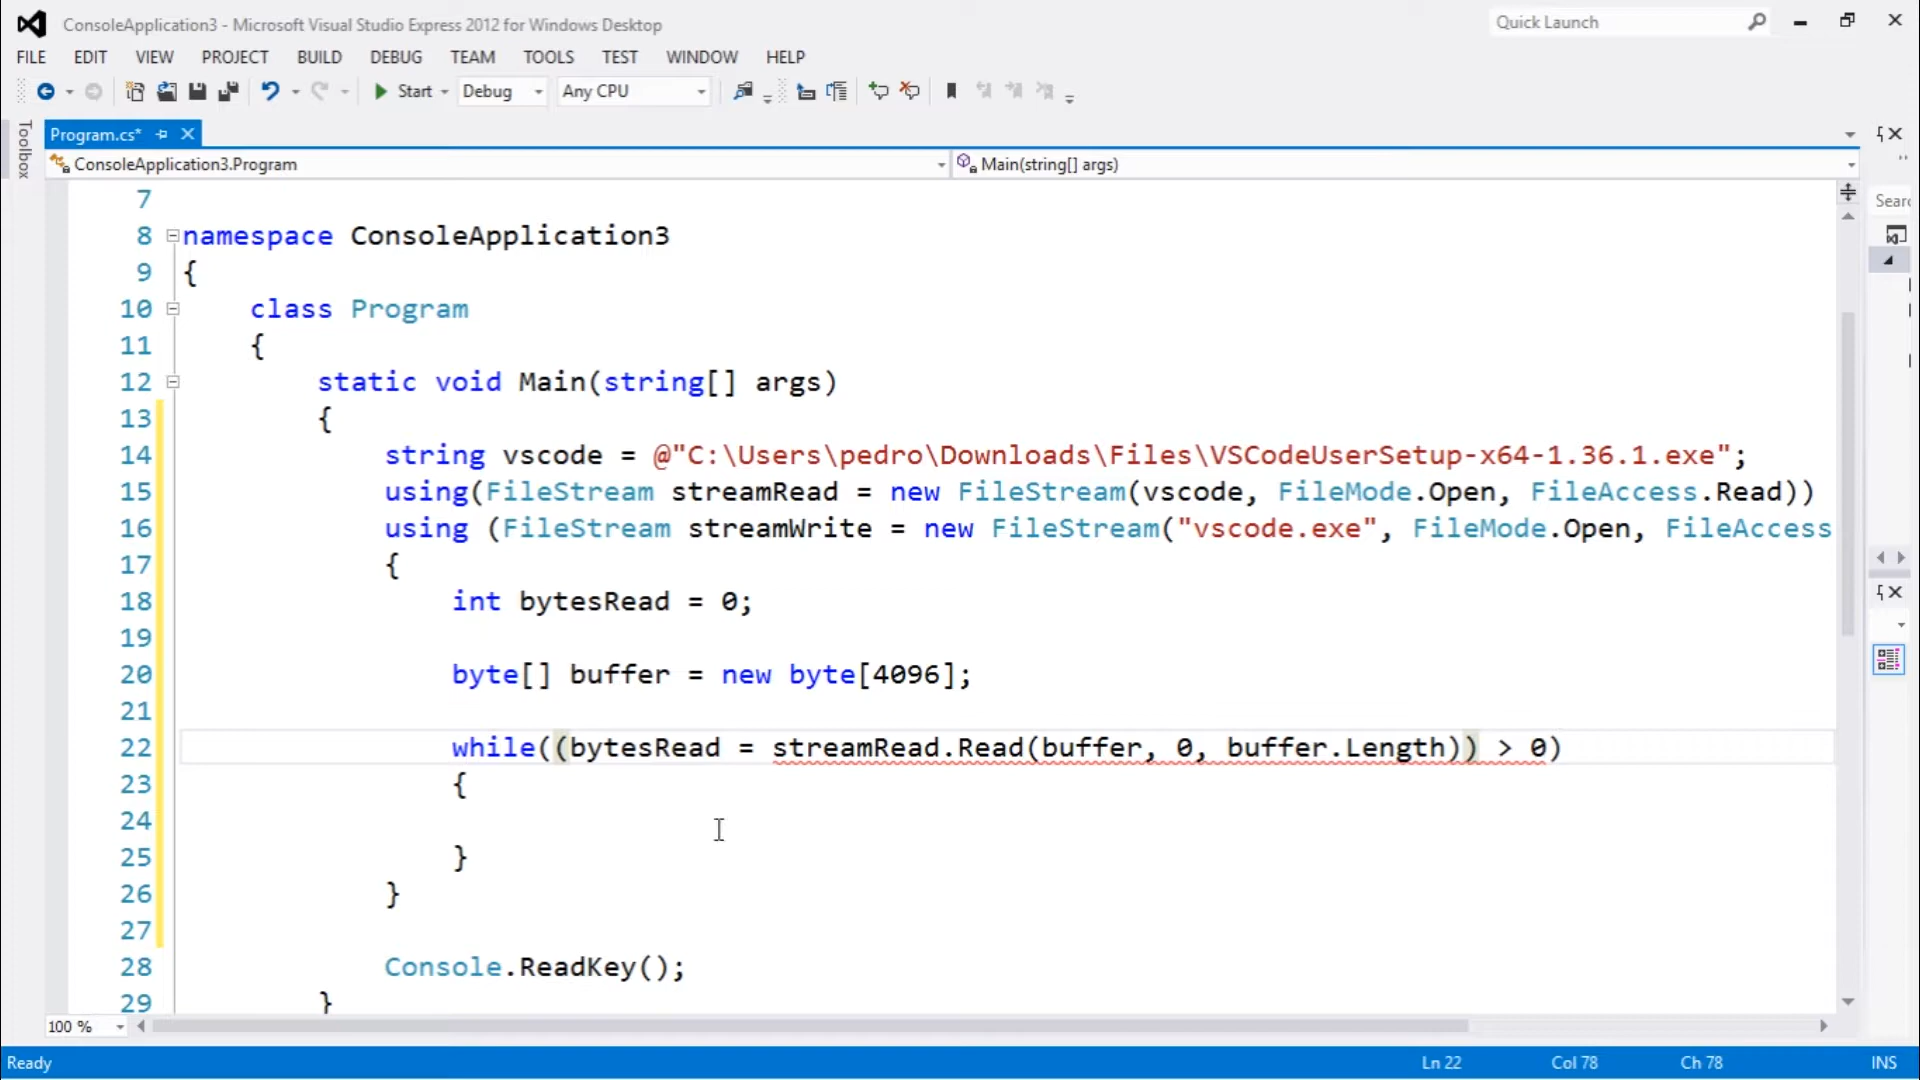 ConsoleApplication3 - Microsoft Visual Studio Express 2012 for Windows Desktop
Quick Launch
FILE EDIT VIEW PROJECT BUILD DEBUG TEAM TOOLS TEST WINDOW HELP
Start Debug Any CPU
Toolbox
Program.cs*
ConsoleApplication3.Program
Main(string[] args)
Searc
7
8 namespace ConsoleApplication3
9 {
10 class Program
11 {
12 static void Main(string[] args)
13 {
14 string vscode = @"C:\Users\pedro\Downloads\Files\VSCodeUserSetup-x64-1.36.1.exe";
15 using(FileStream streamRead = new FileStream(vscode, FileMode.Open, FileAccess.Read))
16 using (FileStream streamWrite = new FileStream("vscode.exe", FileMode.Open, FileAccess
17 {
18 int bytesRead = 0;
19
20 byte[] buffer = new byte[4096];
21
22 while((bytesRead = streamRead.Read(buffer, 0, buffer.Length)) > 0)
23 {
24
25 }
26 }
27
28 Console.ReadKey();
29 }
100 %
Ready Ln 22 Col 78 Ch 78 INS